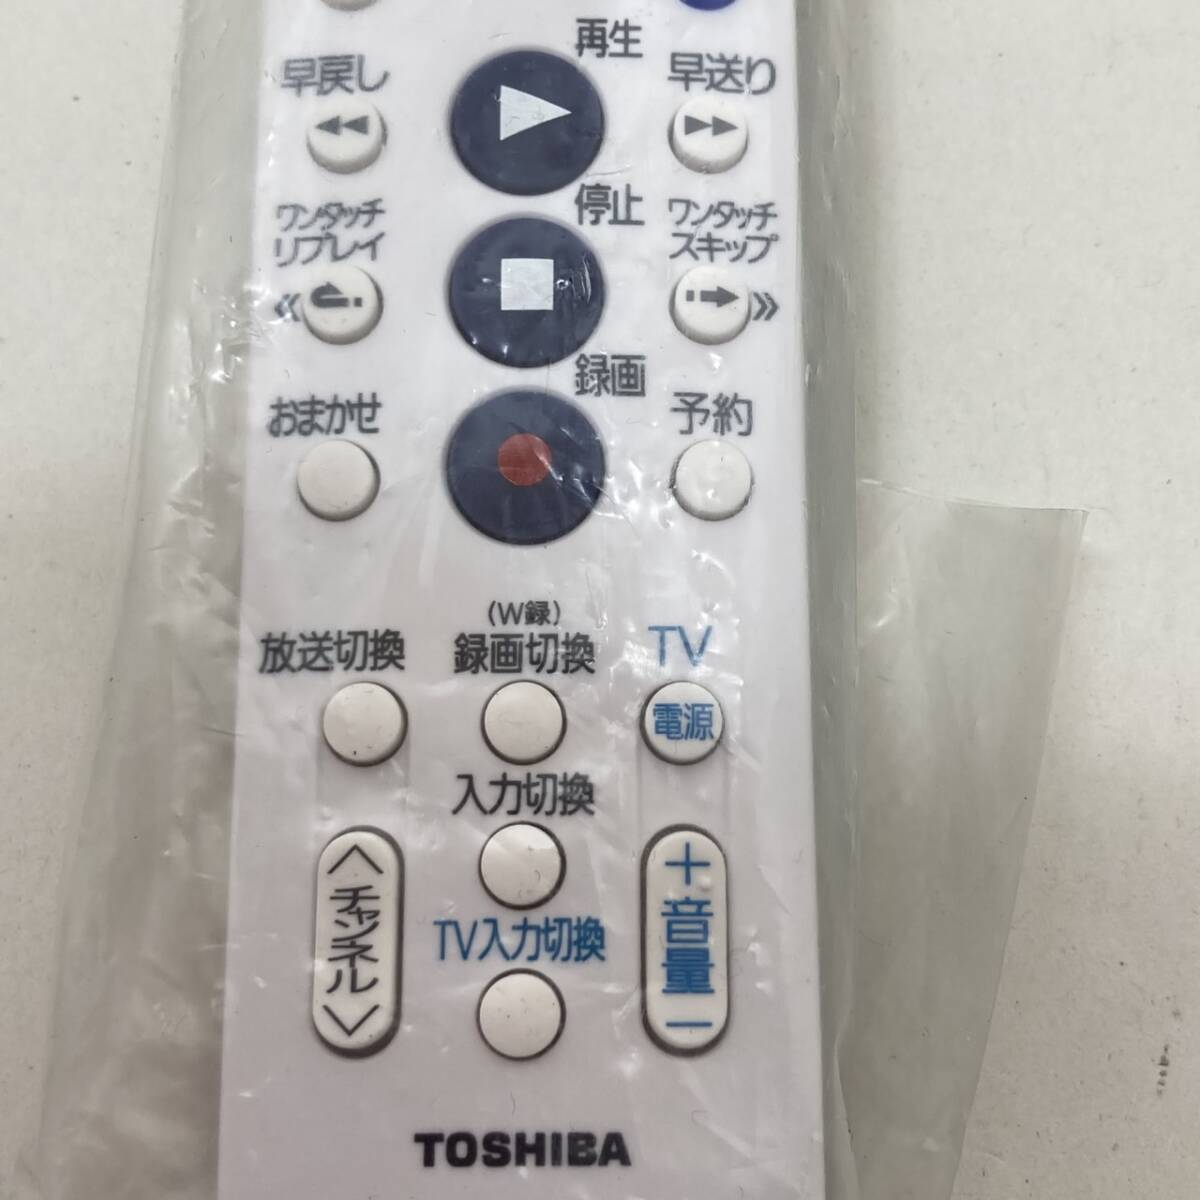 再生
早戻し
早送り
停止
ワンタッチ
リプレイ
ワンタッチ
スキップ
録画
おまかせ
予約
(W録)
放送切換
録画切換
TV
電源
入力切換
チャンネル
+
音量
−
TV入力切換
TOSHIBA